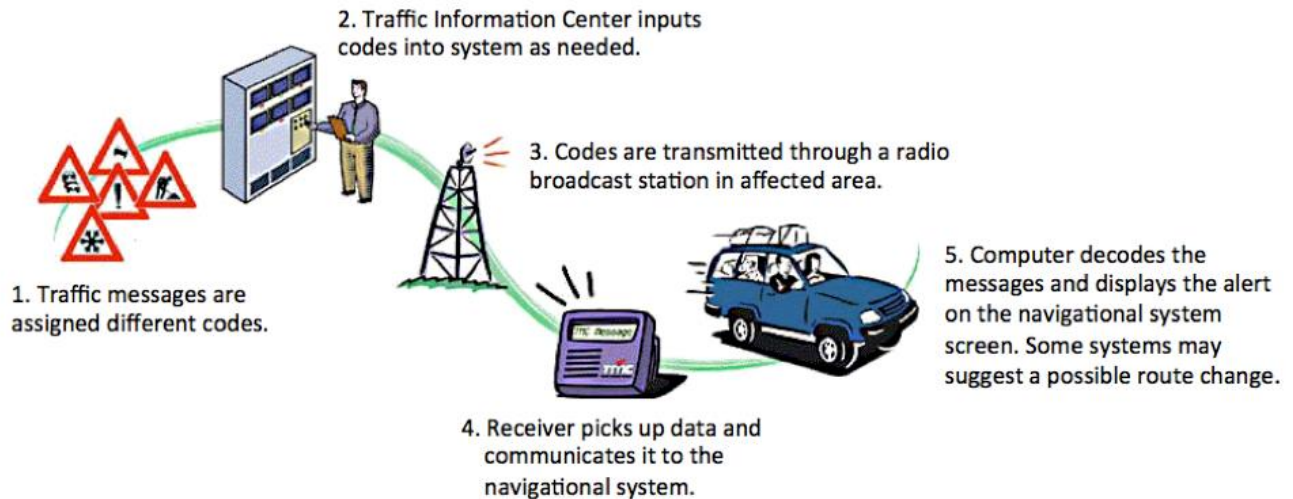 2. Traffic Information Center inputs
codes into system as needed.
3. Codes are transmitted through a radio
broadcast station in affected area.
1. Traffic messages are
assigned different codes.
TMC Message
TMC
5. Computer decodes the
messages and displays the alert
on the navigational system
screen. Some systems may
suggest a possible route change.
4. Receiver picks up data and
communicates it to the
navigational system.